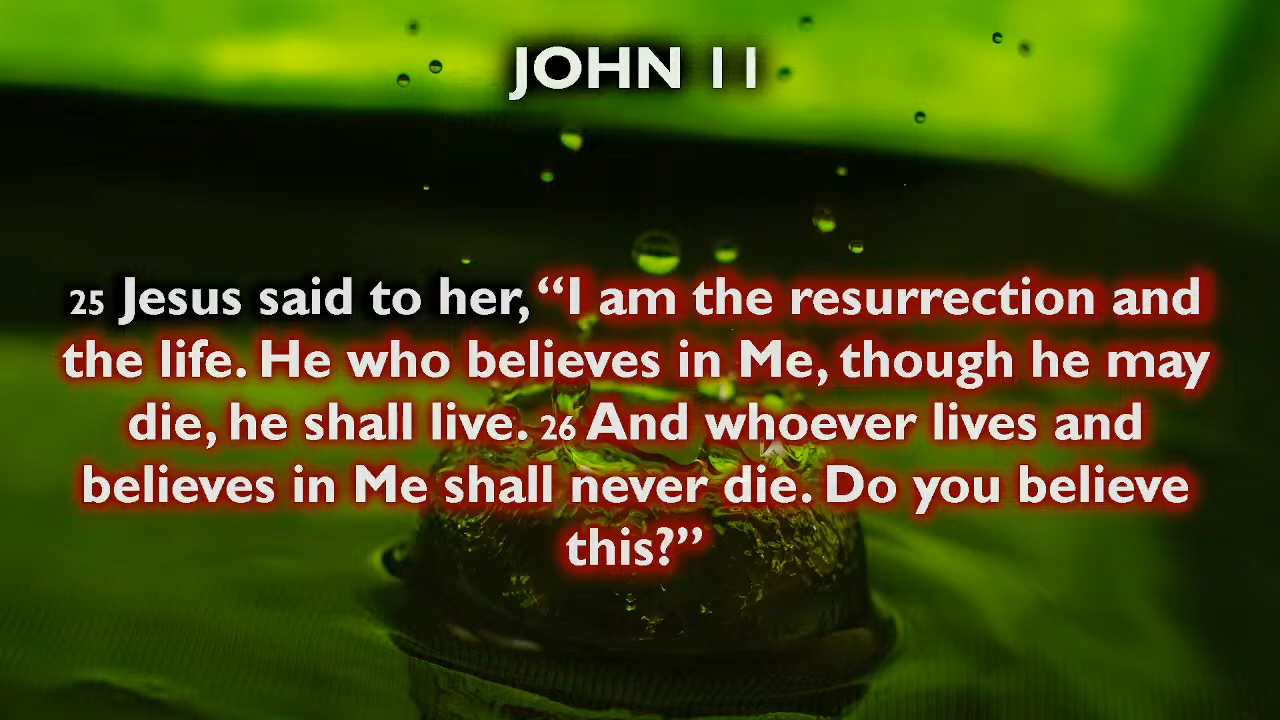 JOHN 11
25 Jesus said to her, “I am the resurrection and
the life. He who believes in Me, though he may
die, he shall live. 26 And whoever lives and
believes in Me shall never die. Do you believe
this?”